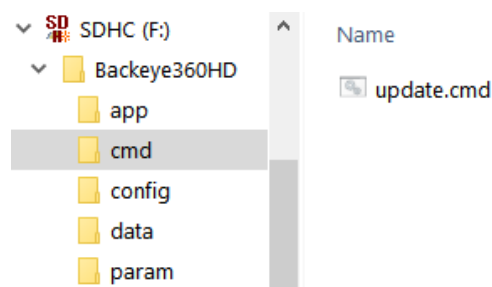 SDHC (F:)
Backeye360HD
app
cmd
config
data
param
Name
update.cmd